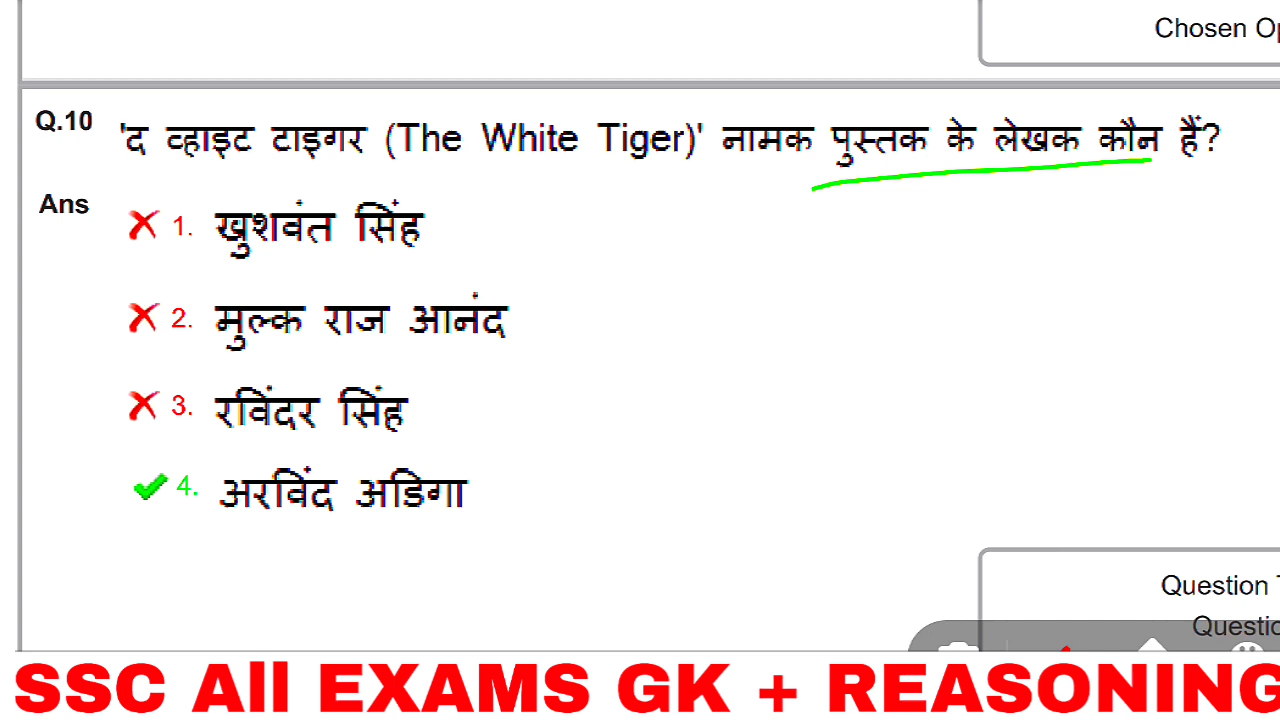 Chosen Op
Q.10 'द व्हाइट टाइगर (The White Tiger)' नामक पुस्तक के लेखक कौन हैं?
Ans
1. खुशवंत सिंह
2. मुल्क राज आनंद
3. रविंदर सिंह
4. अरविंद अडिगा
Question T
Questio
SSC All EXAMS GK + REASONING